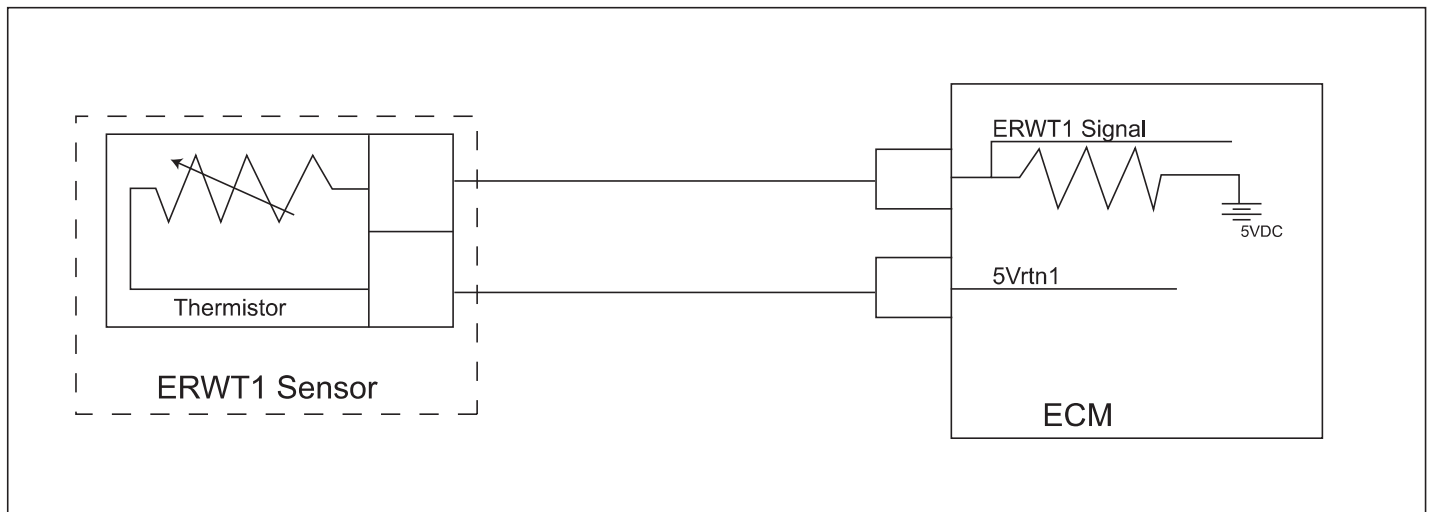 ERWT1 Signal
5VDC
5Vrtn1
Thermistor
ERWT1 Sensor
ECM